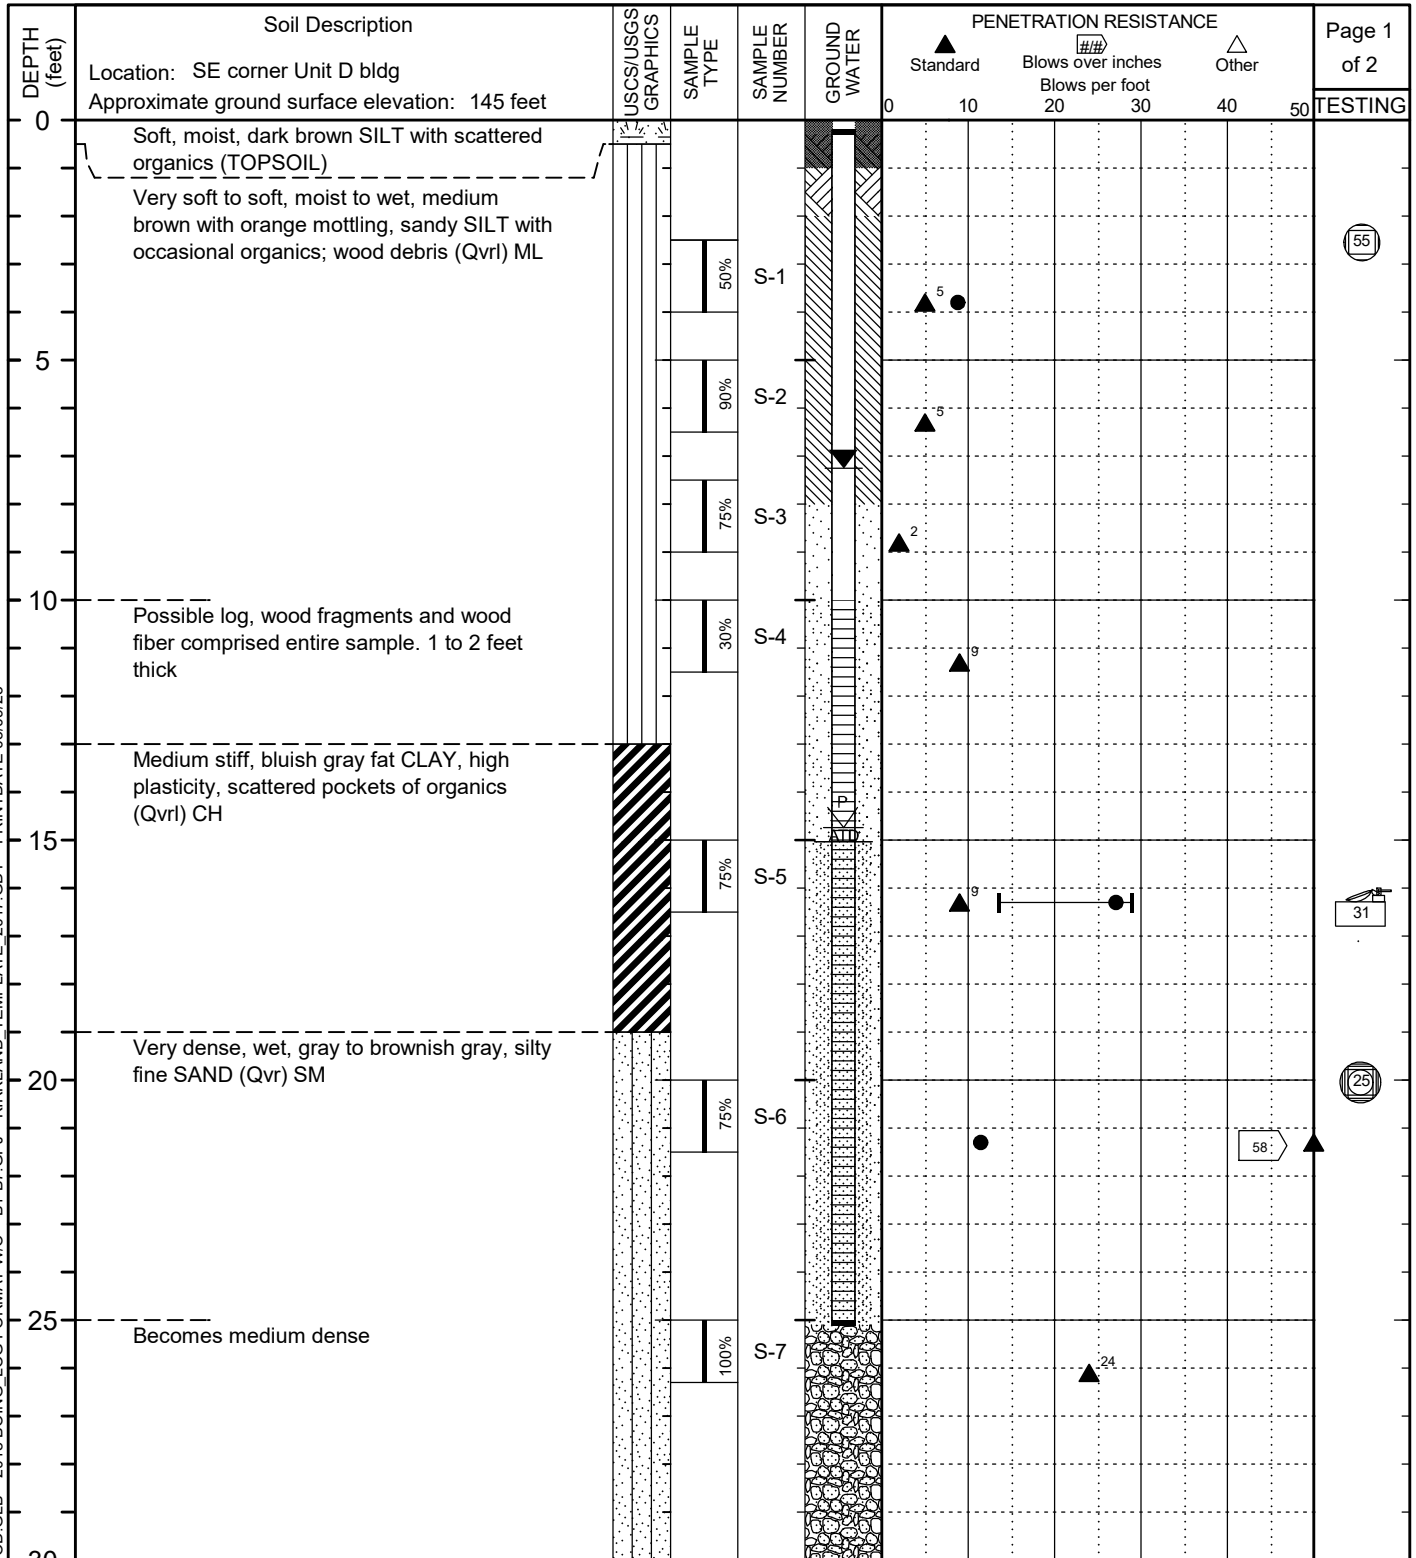 DEPTH
(feet)
Soil Description
Location: SE corner Unit D bldg
Approximate ground surface elevation: 145 feet
USCS/USGS
GRAPHICS
SAMPLE
TYPE
SAMPLE
NUMBER
GROUND
WATER
PENETRATION RESISTANCE
Standard
##
Blows over inches
Blows per foot
Other
0 10 20 30 40 50
Page 1
of 2
TESTING
0
Soft, moist, dark brown SILT with scattered
organics (TOPSOIL)
Very soft to soft, moist to wet, medium
brown with orange mottling, sandy SILT with
occasional organics; wood debris (Qvrl) ML
55
50%
S-1
5
5
90%
S-2
5
75%
S-3
2
10
Possible log, wood fragments and wood
fiber comprised entire sample. 1 to 2 feet
thick
30%
S-4
9
Medium stiff, bluish gray fat CLAY, high
plasticity, scattered pockets of organics
(Qvrl) CH
P
ATD
15
75%
S-5
9
31
Very dense, wet, gray to brownish gray, silty
fine SAND (Qvr) SM
20
75%
S-6
25
58
25
Becomes medium dense
100%
S-7
24
30